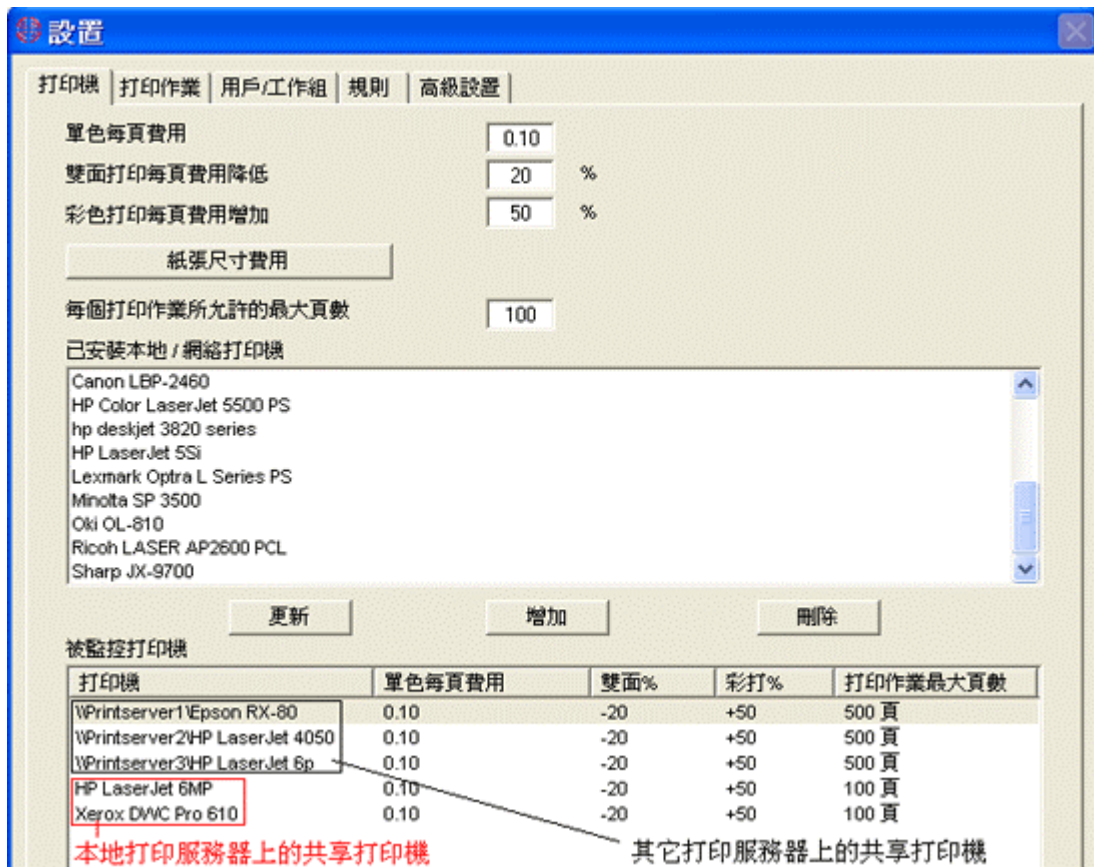 設置
打印機 打印作業 用戶/工作組 規則 高級設置
單色每頁費用 0.10
雙面打印每頁費用降低 20 %
彩色打印每頁費用增加 50 %
紙張尺寸費用
每個打印作業所允許的最大頁數 100
已安裝本地 / 網絡打印機
Canon LBP-2460
HP Color LaserJet 5500 PS
hp deskjet 3820 series
HP LaserJet 5Si
Lexmark Optra L Series PS
Minolta SP 3500
Oki OL-810
Ricoh LASER AP2600 PCL
Sharp JX-9700
更新 增加 刪除
被監控打印機
打印機 單色每頁費用 雙面% 彩打% 打印作業最大頁數
\\Printserver1\Epson RX-80 0.10 -20 +50 500 頁
\\Printserver2\HP LaserJet 4050 0.10 -20 +50 500 頁
\\Printserver3\HP LaserJet 6p 0.10 -20 +50 500 頁
HP LaserJet 6MP 0.10 -20 +50 100 頁
Xerox DWC Pro 610 0.10 -20 +50 100 頁
本地打印服務器上的共享打印機 其它打印服務器上的共享打印機